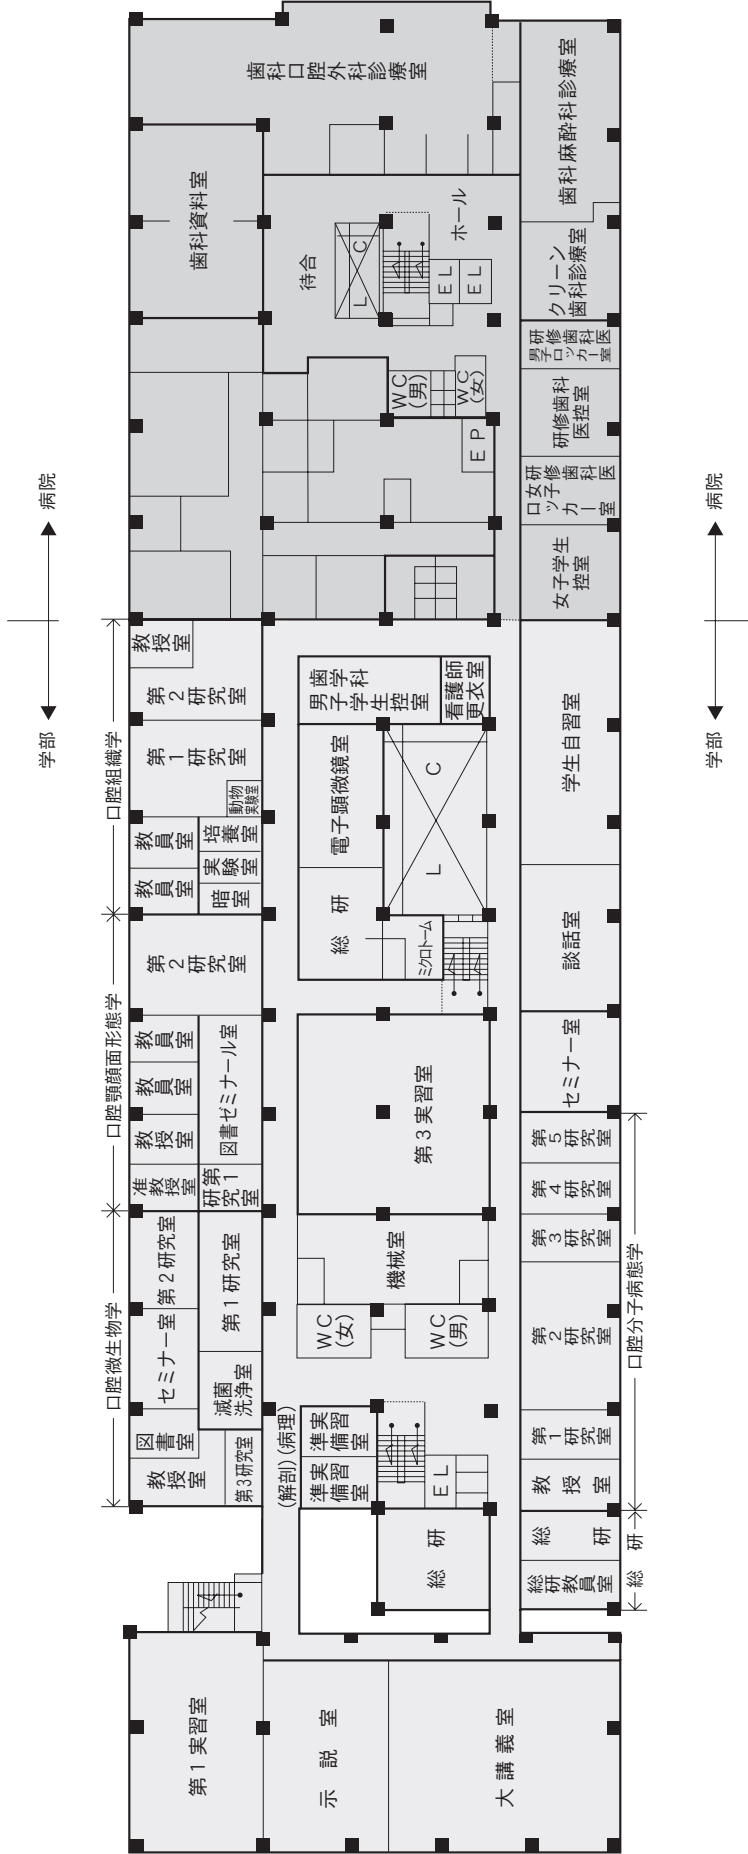 歯科口腔外科診療室
歯科資料室
待合
ホール
L C
EL
EL
WC
(男)
WC
(女)
EP
歯科麻酔科診療室
クリーン
歯科診療室
研修歯科医
男子ロッカー室
研修歯科
医控室
女子研修歯科医
ロッカー室
女子学生
控室
病院
学部
病院
学部
口腔組織学
教授室
第2研究室
第1研究室
動物
実験室
教員室
教員室
培養室
実験室
暗室
口腔顎顔面形態学
第2研究室
教員室
教員室
教授室
准教授室
図書ゼミナール室
第1研究室
口腔微生物学
第2研究室
セミナー室
図書室
教授室
第1研究室
滅菌
洗浄室
第3研究室
歯学科
男子学生控室
看護師
更衣室
電子顕微鏡室
総研
L C
ミクロトーム
第3実習室
機械室
WC
(女)
WC
(男)
(解剖)(病理)
実習
準備室
実習
準備室
EL
総研
学生自習室
談話室
セミナー室
口腔分子病態学
第5研究室
第4研究室
第3研究室
第2研究室
第1研究室
教授室
総研
総研
総研教員室
第1実習室
示説室
大講義室